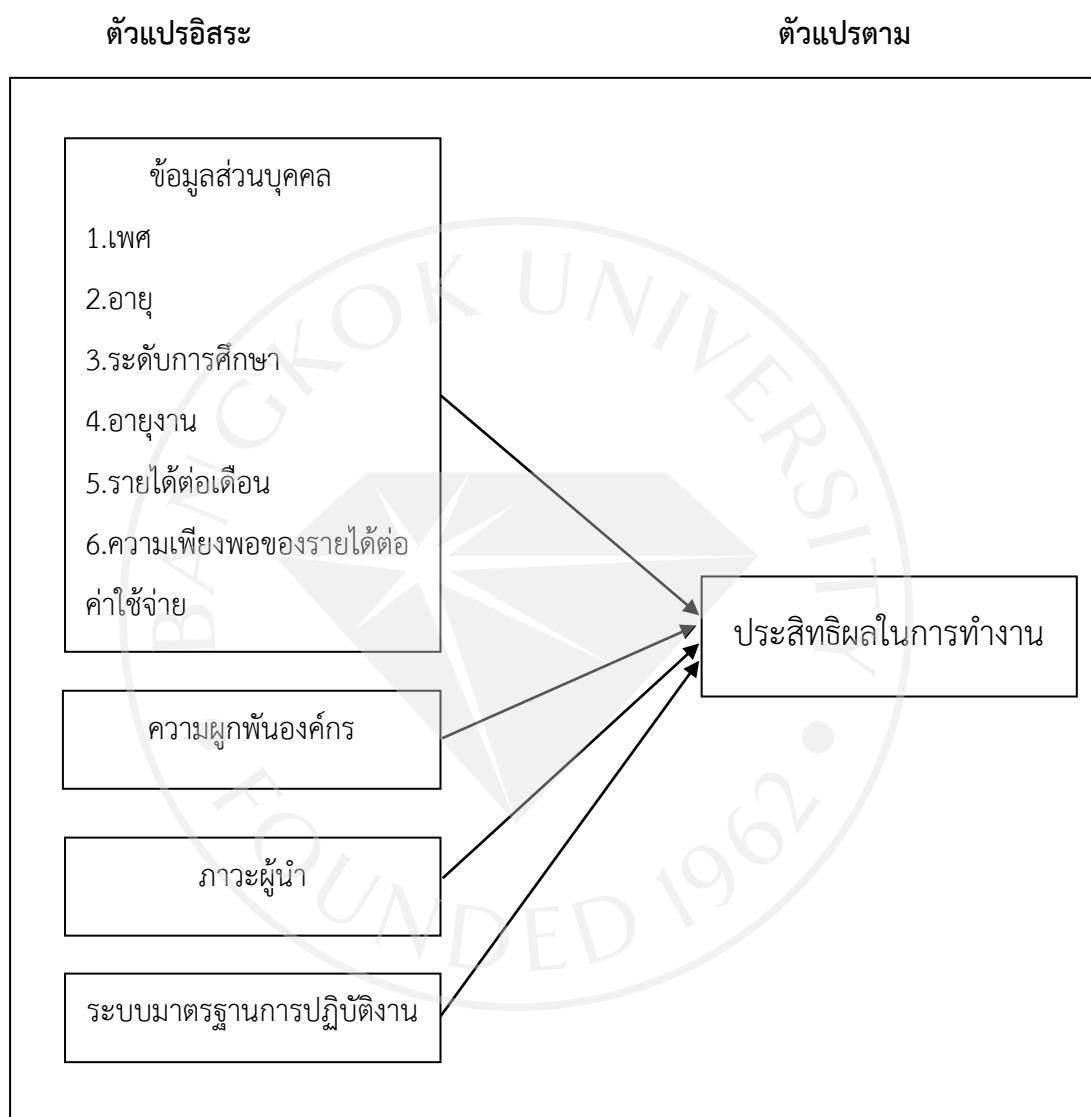 ตัวแปรอิสระ
ตัวแปรตาม
ข้อมูลส่วนบุคคล
1.เพศ
2.อายุ
3.ระดับการศึกษา
4.อายุงาน
5.รายได้ต่อเดือน
6.ความเพียงพอของรายได้ต่อ
ค่าใช้จ่าย
ความผูกพันองค์กร
ภาวะผู้นำ
ระบบมาตรฐานการปฏิบัติงาน
ประสิทธิผลในการทำงาน
BANGKOK UNIVERSITY
• FOUNDED 1962 •